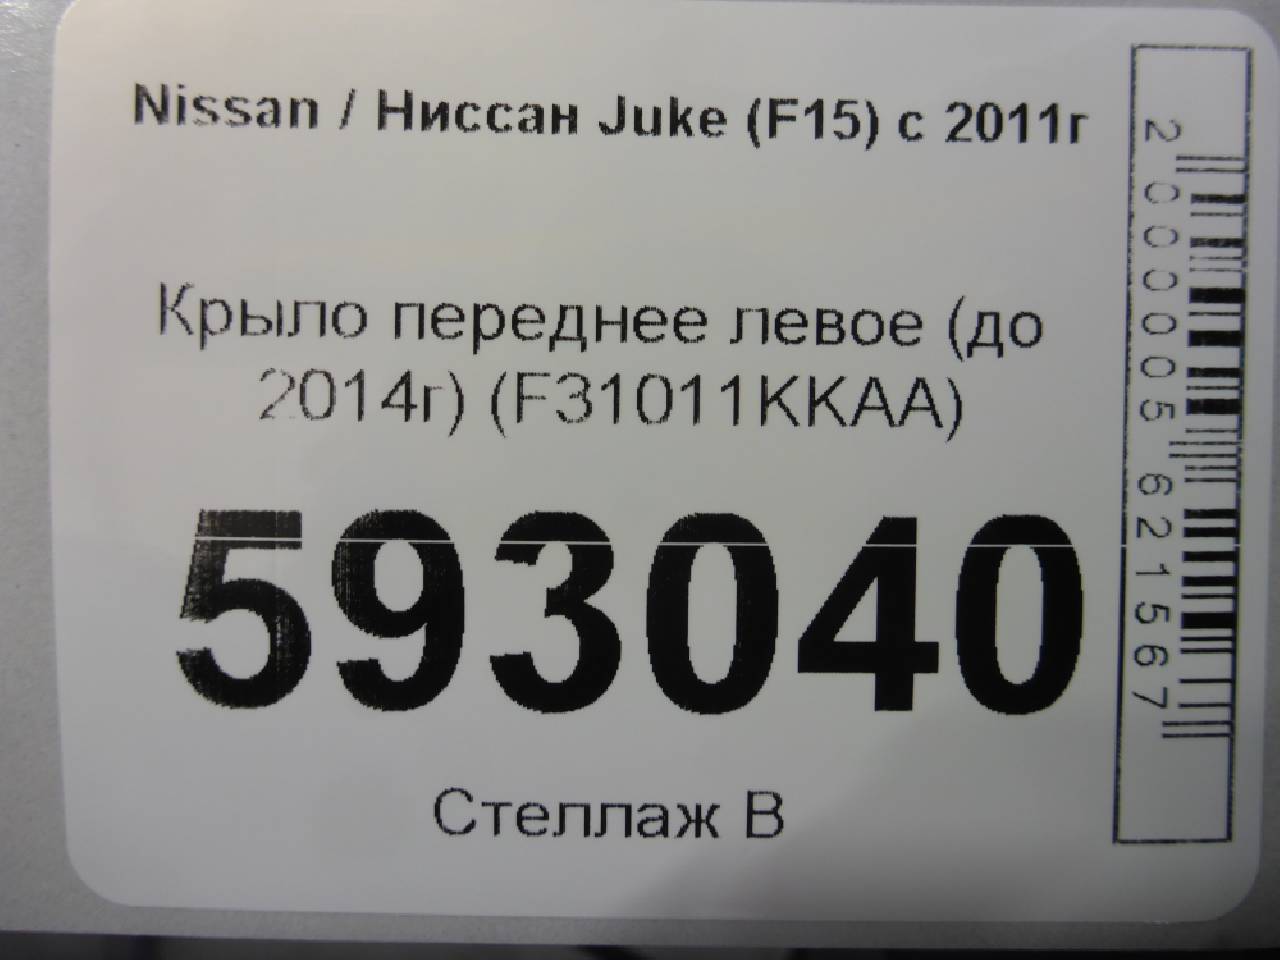 Nissan / Ниссан Juke (F15) с 2011г
Крыло переднее левое (до
2014г) (F31011KKAA)
593040
Стеллаж В
2000005621567